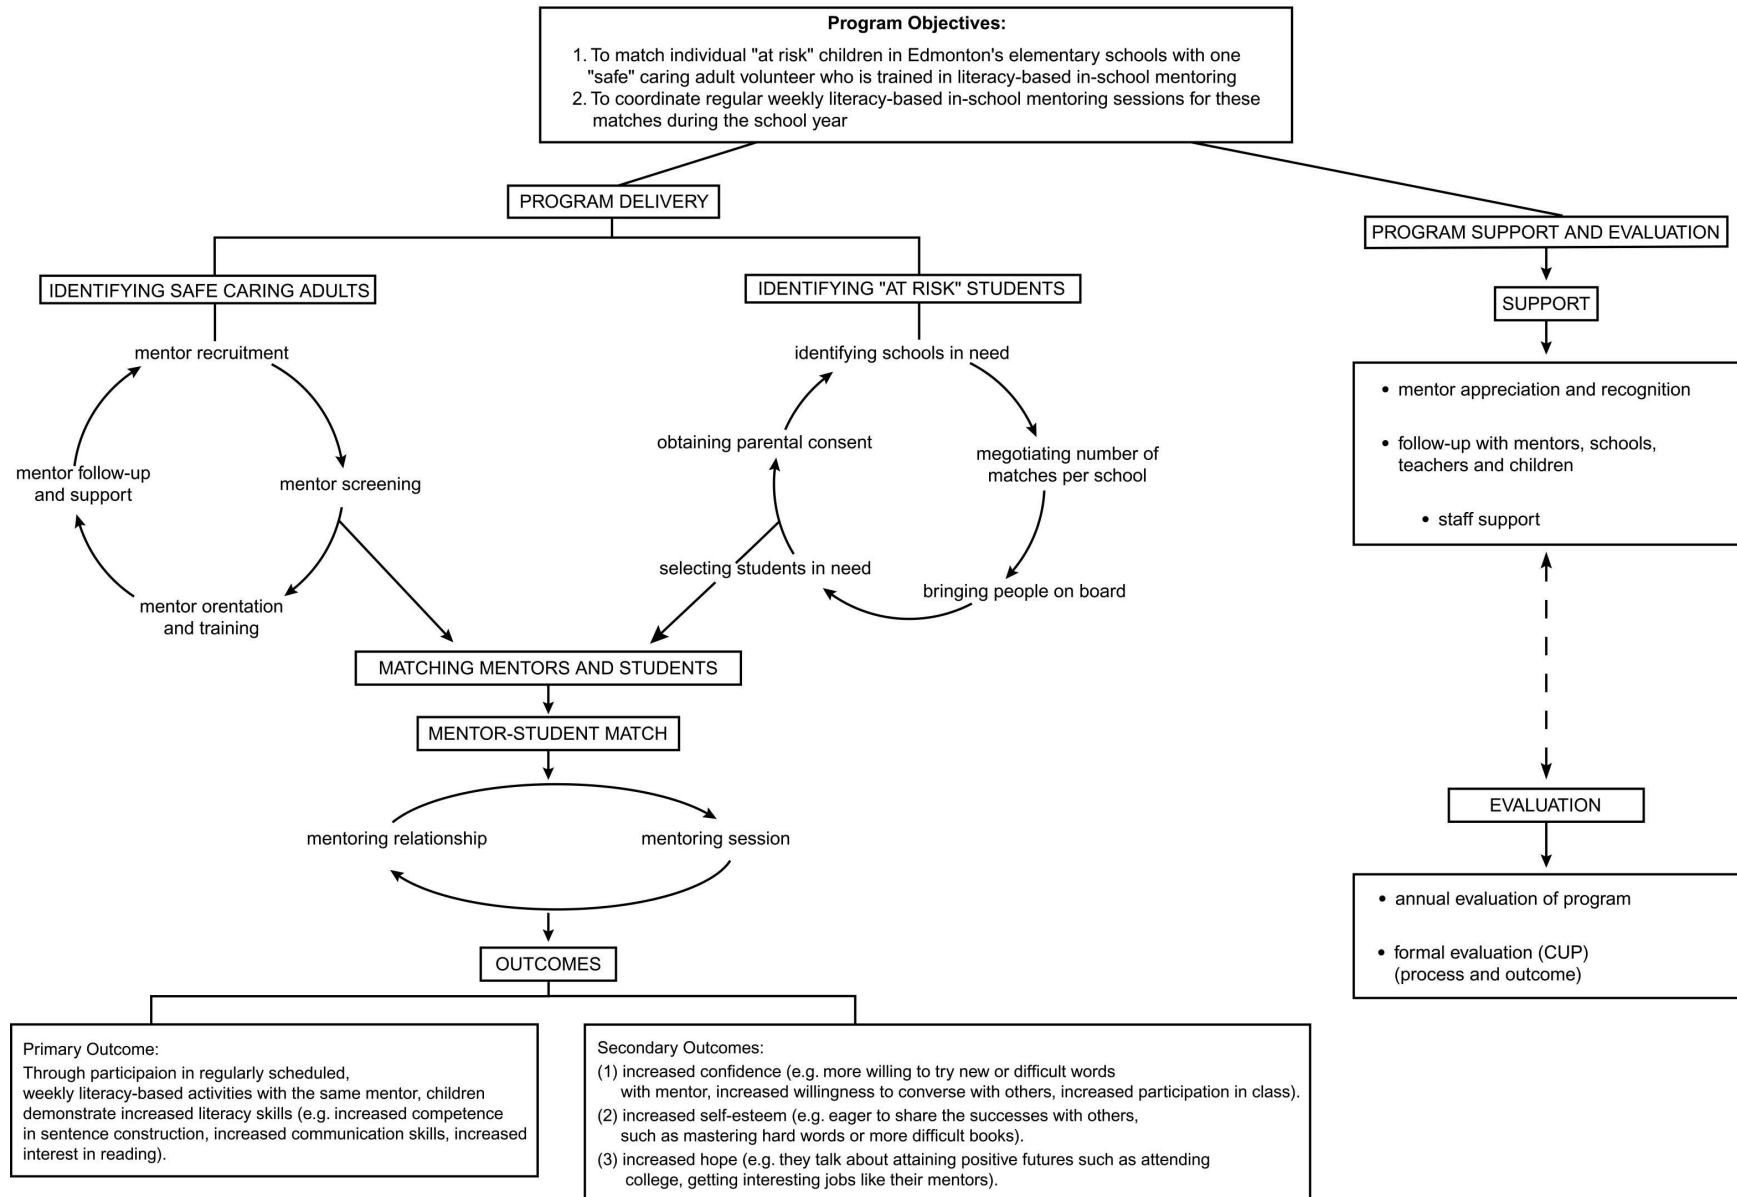 Program Objectives:
1. To match individual "at risk" children in Edmonton's elementary schools with one
"safe" caring adult volunteer who is trained in literacy-based in-school mentoring
2. To coordinate regular weekly literacy-based in-school mentoring sessions for these
matches during the school year
PROGRAM DELIVERY
PROGRAM SUPPORT AND EVALUATION
IDENTIFYING SAFE CARING ADULTS
IDENTIFYING "AT RISK" STUDENTS
SUPPORT
mentor recruitment
mentor screening
mentor orentation
and training
mentor follow-up
and support
identifying schools in need
megotiating number of
matches per school
bringing people on board
selecting students in need
obtaining parental consent
• mentor appreciation and recognition
• follow-up with mentors, schools,
teachers and children
• staff support
MATCHING MENTORS AND STUDENTS
MENTOR-STUDENT MATCH
mentoring relationship
mentoring session
EVALUATION
• annual evaluation of program
• formal evaluation (CUP)
(process and outcome)
OUTCOMES
Primary Outcome:
Through participaion in regularly scheduled,
weekly literacy-based activities with the same mentor, children
demonstrate increased literacy skills (e.g. increased competence
in sentence construction, increased communication skills, increased
interest in reading).
Secondary Outcomes:
(1) increased confidence (e.g. more willing to try new or difficult words
with mentor, increased willingness to converse with others, increased participation in class).
(2) increased self-esteem (e.g. eager to share the successes with others,
such as mastering hard words or more difficult books).
(3) increased hope (e.g. they talk about attaining positive futures such as attending
college, getting interesting jobs like their mentors).